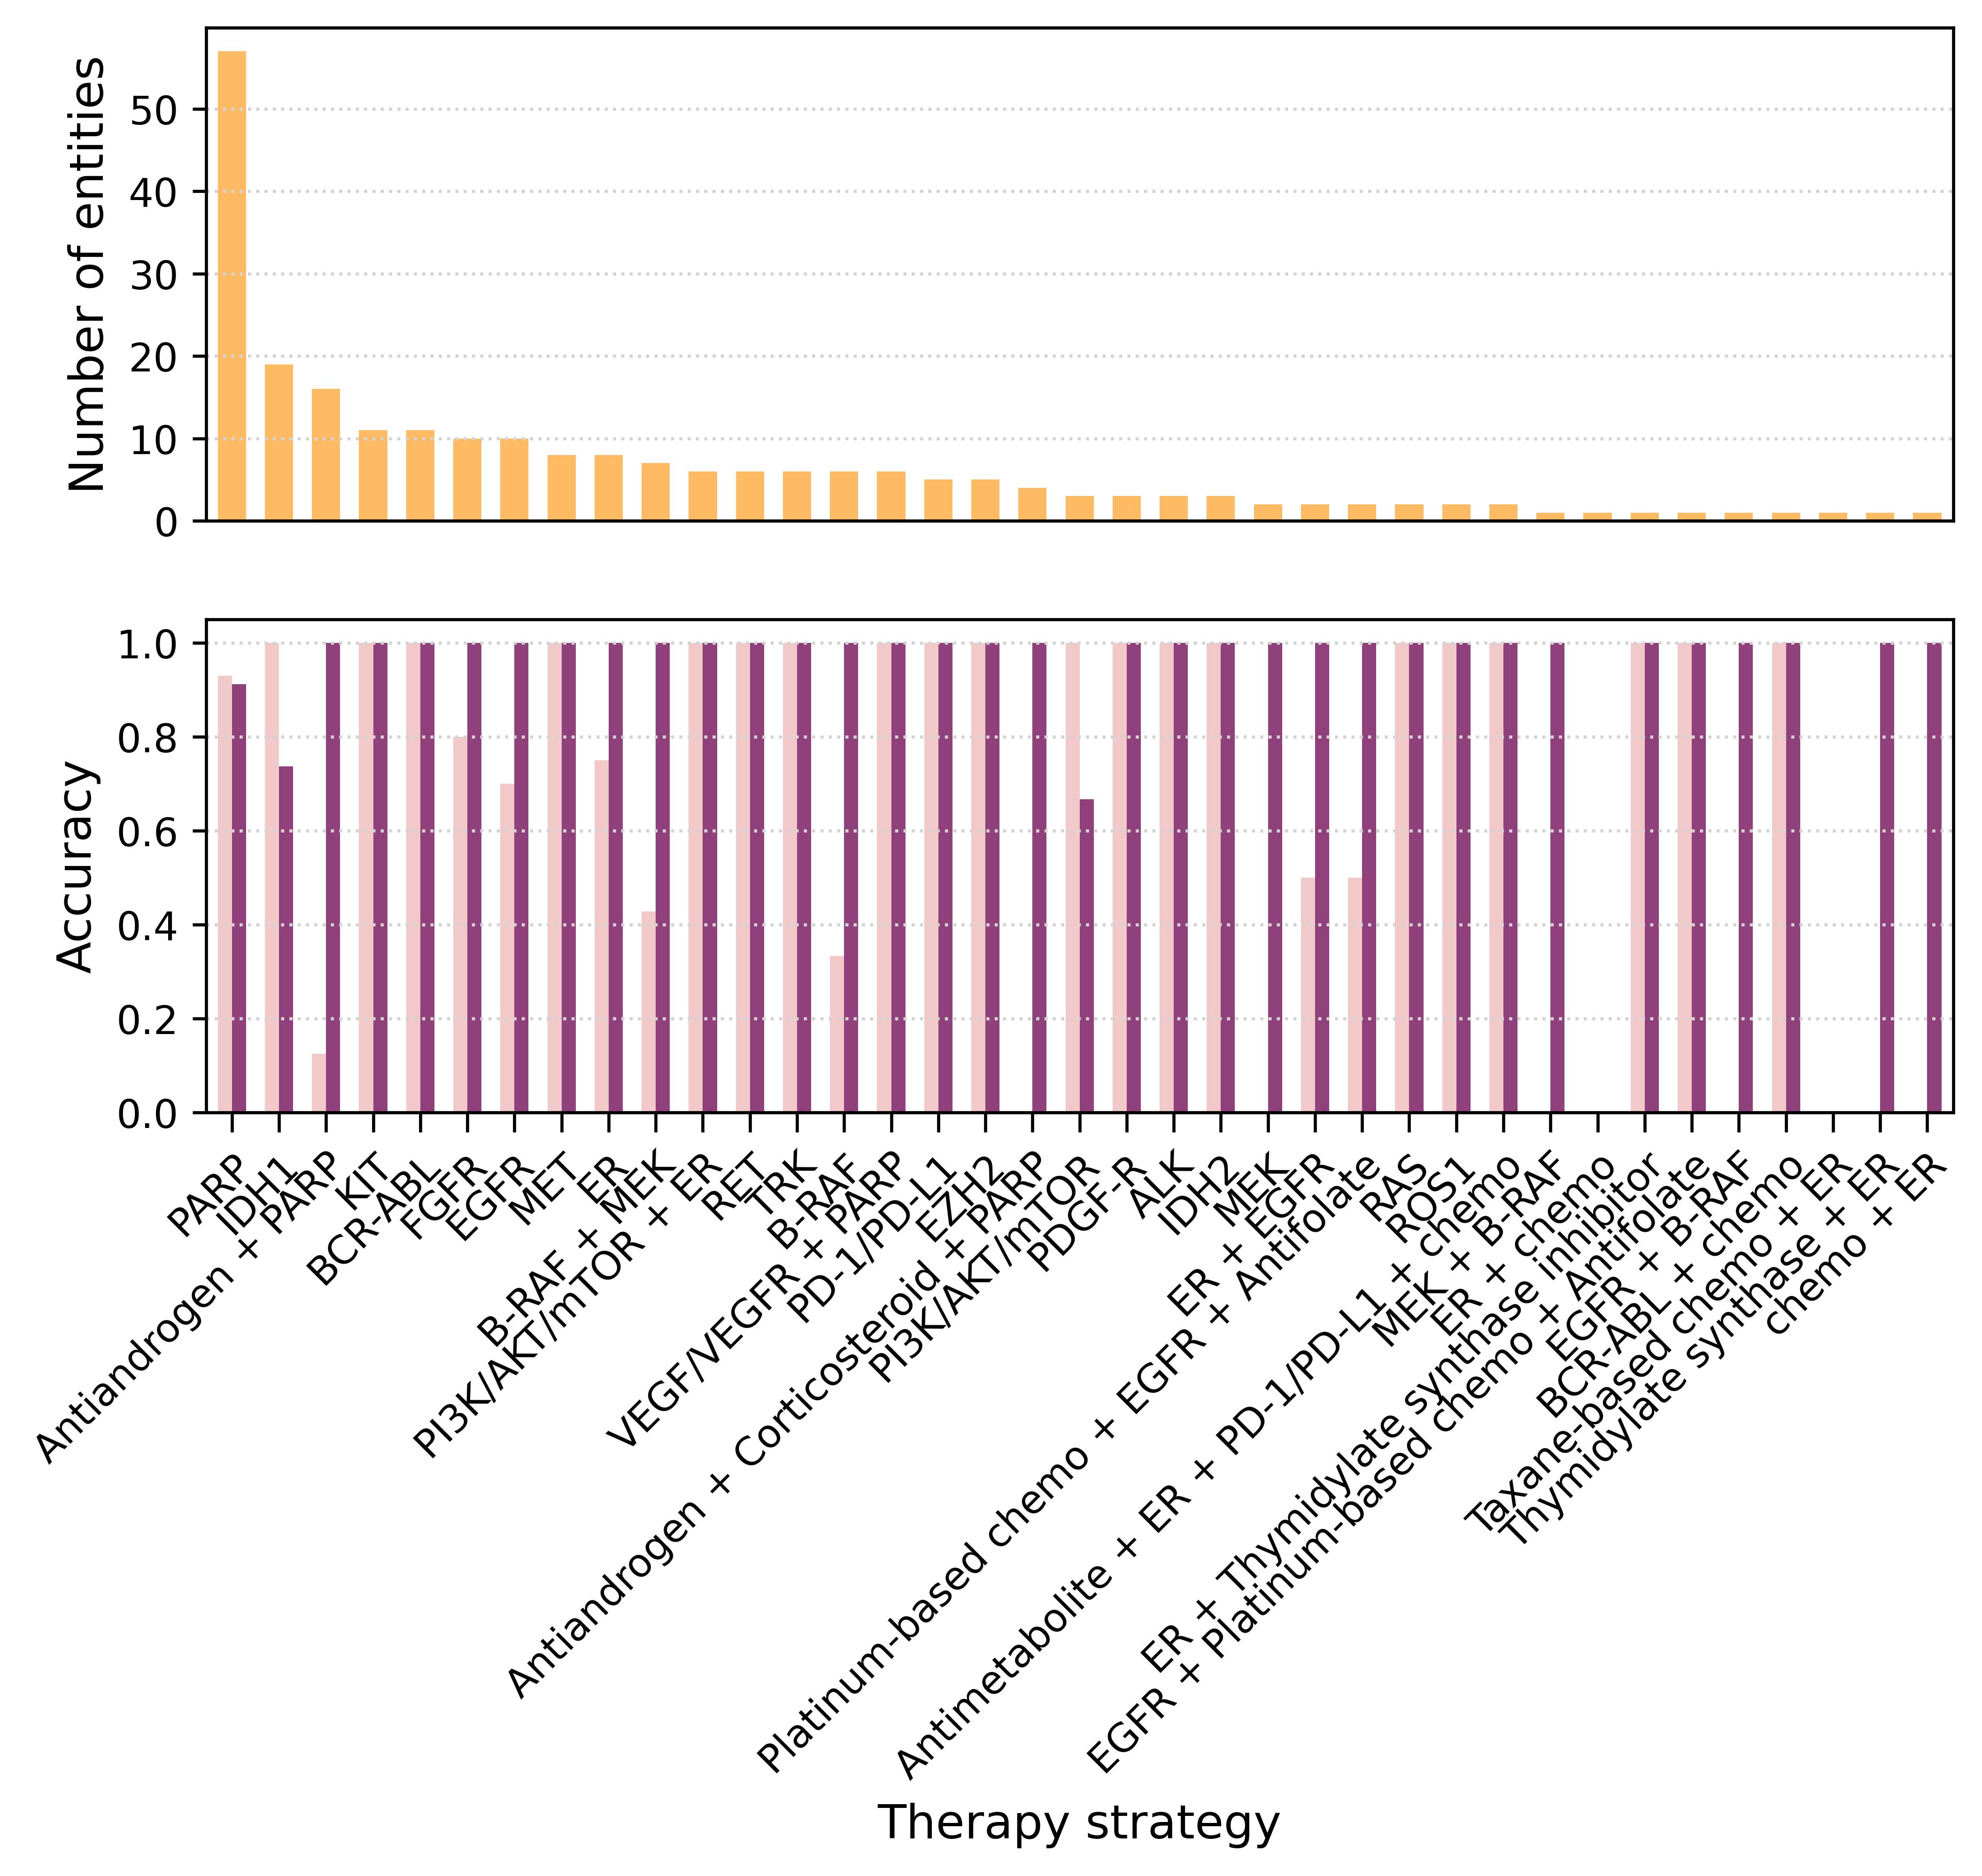 Number of entities
50
40
30
20
10
0
Accuracy
1.0
0.8
0.6
0.4
0.2
0.0
PARP
IDH1
Antiandrogen + PARP
KIT
BCR-ABL
FGFR
EGFR
MET
ER
B-RAF + MEK
PI3K/AKT/mTOR + ER
RET
TRK
B-RAF
VEGF/VEGFR + PARP
PD-1/PD-L1
EZH2
Antiandrogen + Corticosteroid + PARP
PI3K/AKT/mTOR
PDGF-R
ALK
IDH2
MEK
ER + EGFR
Platinum-based chemo + EGFR + Antifolate
RAS
ROS1
Antimetabolite + ER + PD-1/PD-L1 + chemo
MEK + B-RAF
ER + chemo
ER + Thymidylate synthase inhibitor
EGFR + Platinum-based chemo + Antifolate
EGFR + B-RAF
BCR-ABL + chemo
Taxane-based chemo + ER
Thymidylate synthase + ER
chemo + ER
Therapy strategy